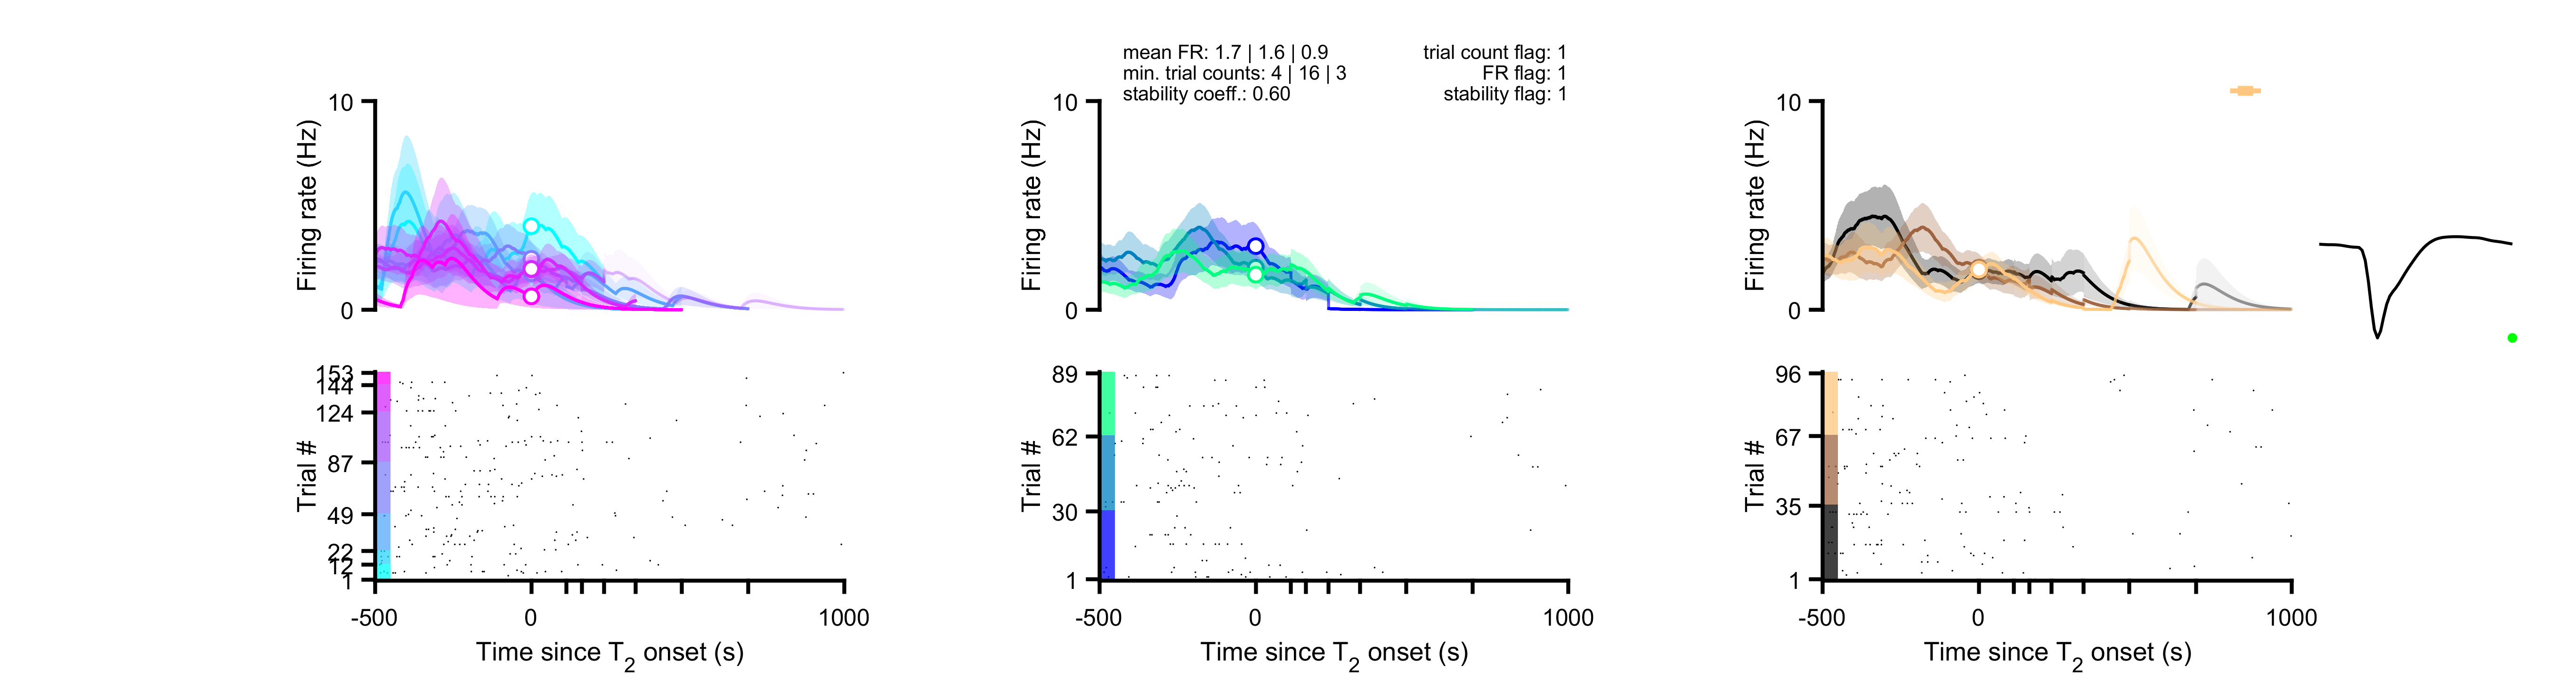 mean FR: 1.7 | 1.6 | 0.9
min. trial counts: 4 | 16 | 3
stability coeff.: 0.60
trial count flag: 1
FR flag: 1
stability flag: 1
10
0
Firing rate (Hz)
10
0
Firing rate (Hz)
10
0
Firing rate (Hz)
153
144
124
87
49
22
12
1
Trial #
-500
0
1000
Time since T2 onset (s)
89
62
30
1
Trial #
-500
0
1000
Time since T2 onset (s)
96
67
35
1
Trial #
-500
0
1000
Time since T2 onset (s)